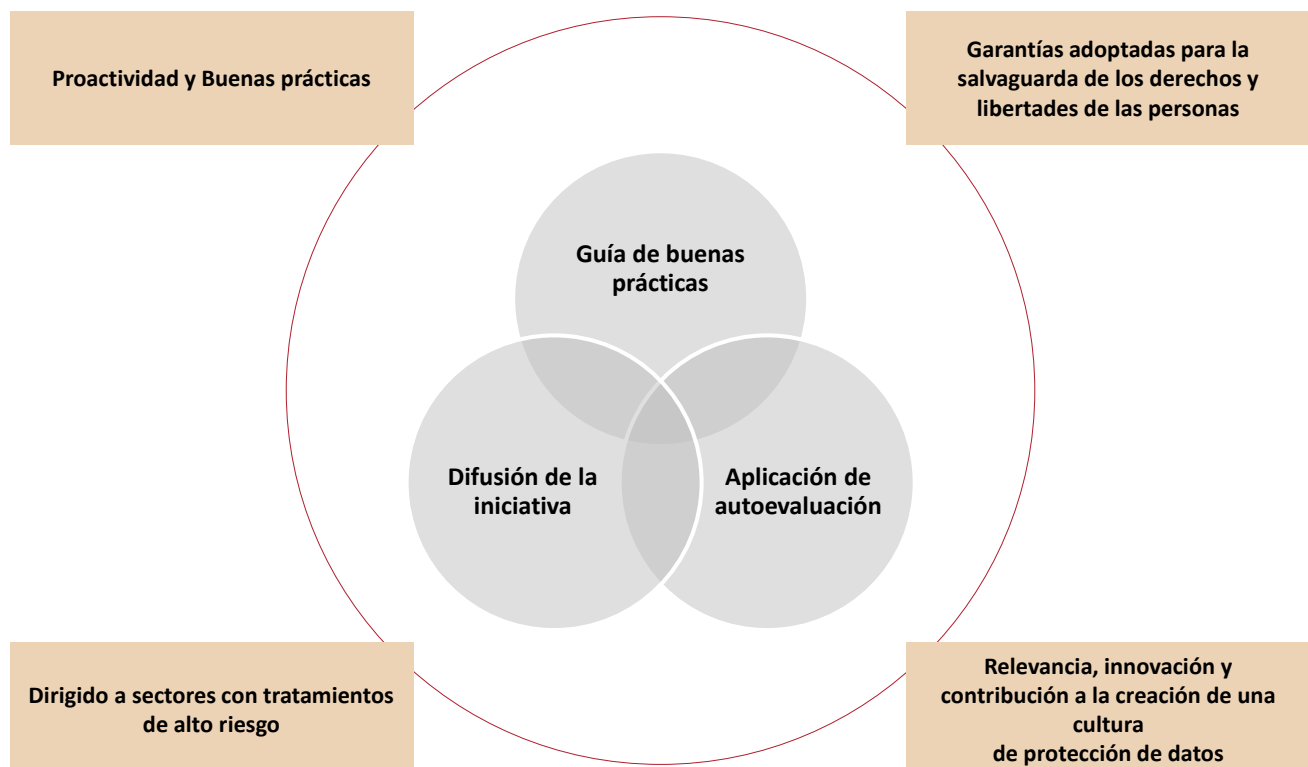 Proactividad y Buenas prácticas
Garantías adoptadas para la
salvaguarda de los derechos y
libertades de las personas
Guía de buenas
prácticas
Difusión de la
iniciativa
Aplicación de
autoevaluación
Dirigido a sectores con tratamientos
de alto riesgo
Relevancia, innovación y
contribución a la creación de una
cultura
de protección de datos